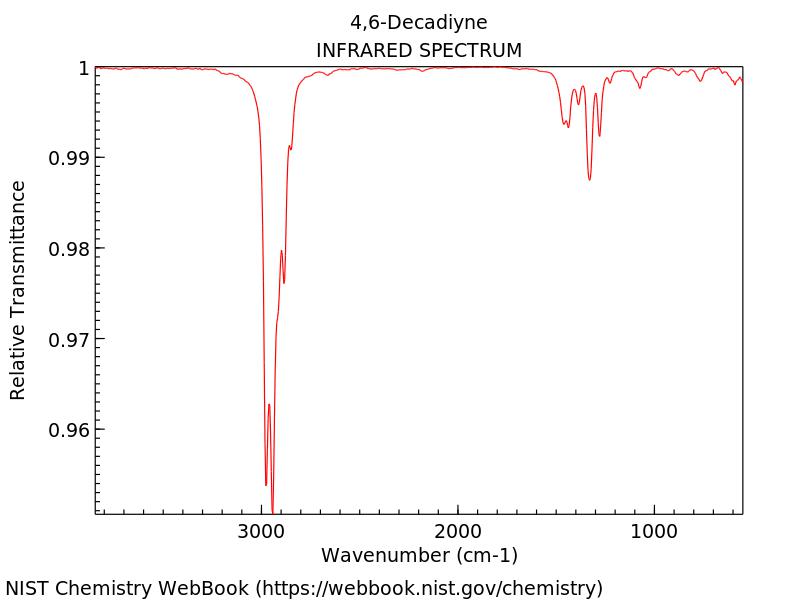 4,6-Decadiyne
INFRARED SPECTRUM
1
0.99
0.98
0.97
0.96
Relative Transmittance
3000 2000 1000
Wavenumber (cm-1)
NIST Chemistry WebBook (https://webbook.nist.gov/chemistry)